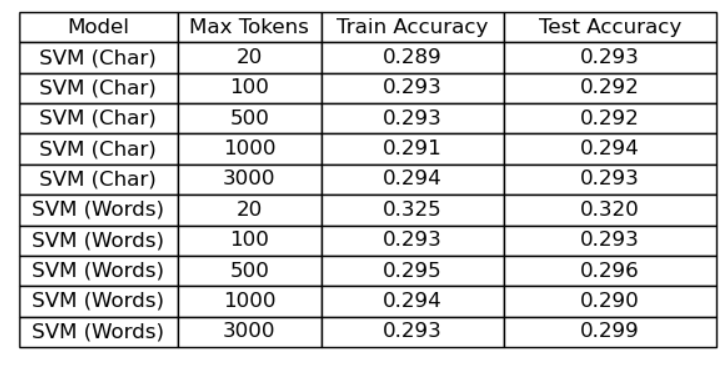 Model Max Tokens Train Accuracy Test Accuracy
SVM (Char) 20 0.289 0.293
SVM (Char) 100 0.293 0.292
SVM (Char) 500 0.293 0.292
SVM (Char) 1000 0.291 0.294
SVM (Char) 3000 0.294 0.293
SVM (Words) 20 0.325 0.320
SVM (Words) 100 0.293 0.293
SVM (Words) 500 0.295 0.296
SVM (Words) 1000 0.294 0.290
SVM (Words) 3000 0.293 0.299